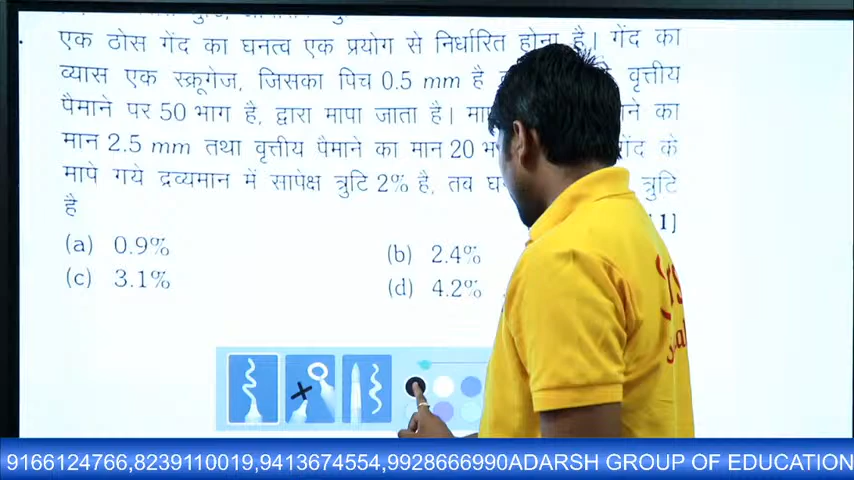 एक ठोस गेंद का घनत्व एक प्रयोग से निर्धारित होना है। गेंद का
व्यास एक स्क्रूगेज, जिसका पिच 0.5 mm है वृत्तीय
पैमाने पर 50 भाग है, द्वारा मापा जाता है। का
मान 2.5 mm तथा वृत्तीय पैमाने का मान 20 गेंद के
मापे गये द्रव्यमान में सापेक्ष त्रुटि 2% है, तब त्रुटि
है 1]
(a) 0.9% (b) 2.4%
(c) 3.1% (d) 4.2%
9166124766,8239110019,9413674554,9928666990ADARSH GROUP OF EDUCATION